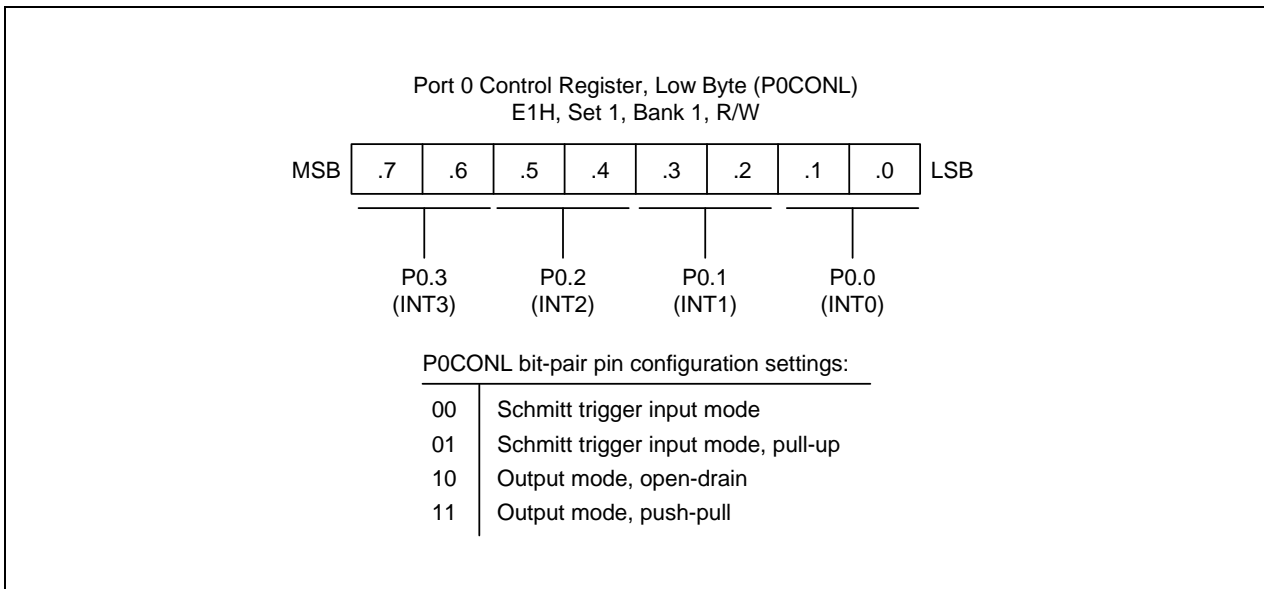 Port 0 Control Register, Low Byte (P0CONL)
E1H, Set 1, Bank 1, R/W
MSB .7 .6 .5 .4 .3 .2 .1 .0 LSB
P0.3 P0.2 P0.1 P0.0
(INT3) (INT2) (INT1) (INT0)
P0CONL bit-pair pin configuration settings:
00 Schmitt trigger input mode
01 Schmitt trigger input mode, pull-up
10 Output mode, open-drain
11 Output mode, push-pull